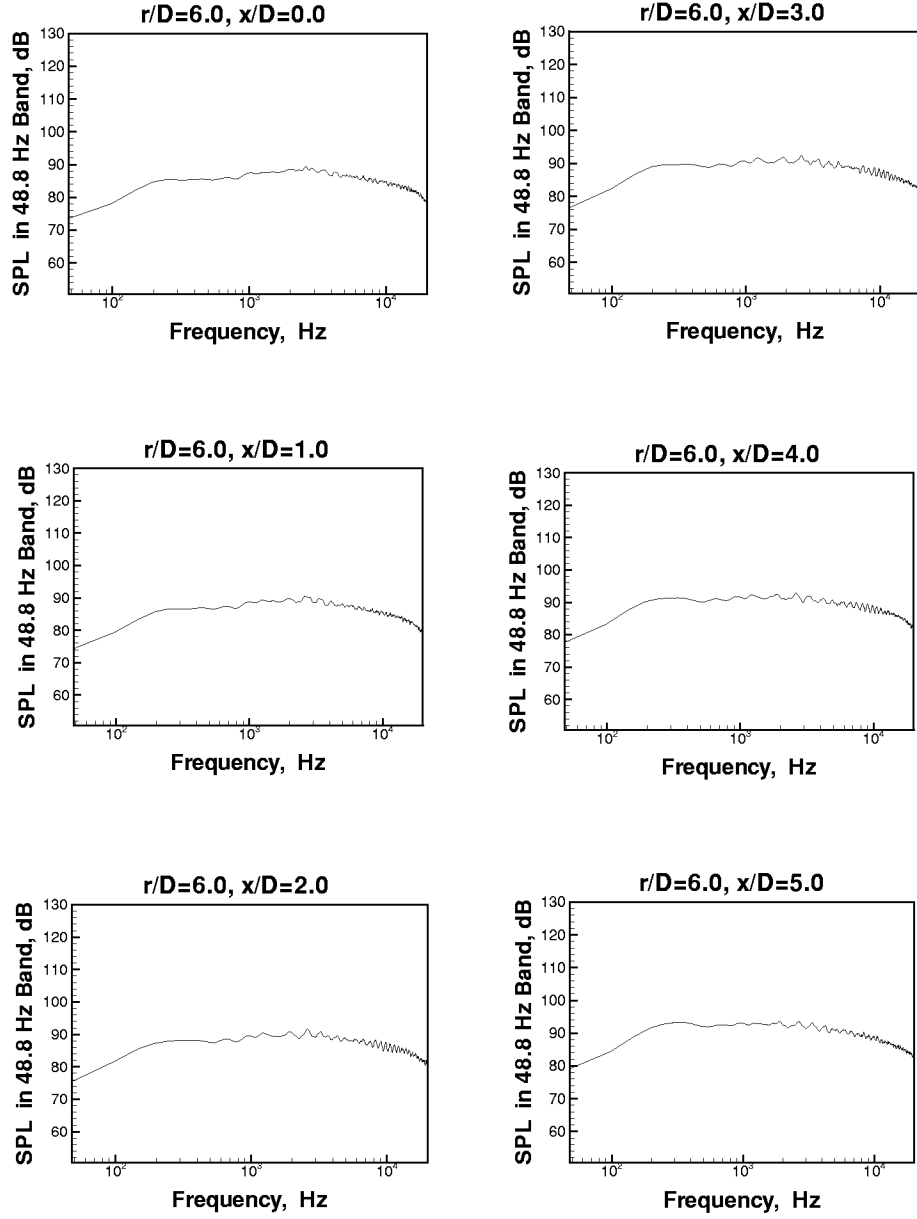 r/D=6.0, x/D=0.0
130
120
110
100
90
80
70
60
SPL in 48.8 Hz Band, dB
10² 10³ 10⁴
Frequency, Hz
r/D=6.0, x/D=3.0
130
120
110
100
90
80
70
60
SPL in 48.8 Hz Band, dB
10² 10³ 10⁴
Frequency, Hz
r/D=6.0, x/D=1.0
130
120
110
100
90
80
70
60
SPL in 48.8 Hz Band, dB
10² 10³ 10⁴
Frequency, Hz
r/D=6.0, x/D=4.0
130
120
110
100
90
80
70
60
SPL in 48.8 Hz Band, dB
10² 10³ 10⁴
Frequency, Hz
r/D=6.0, x/D=2.0
130
120
110
100
90
80
70
60
SPL in 48.8 Hz Band, dB
10² 10³ 10⁴
Frequency, Hz
r/D=6.0, x/D=5.0
130
120
110
100
90
80
70
60
SPL in 48.8 Hz Band, dB
10² 10³ 10⁴
Frequency, Hz